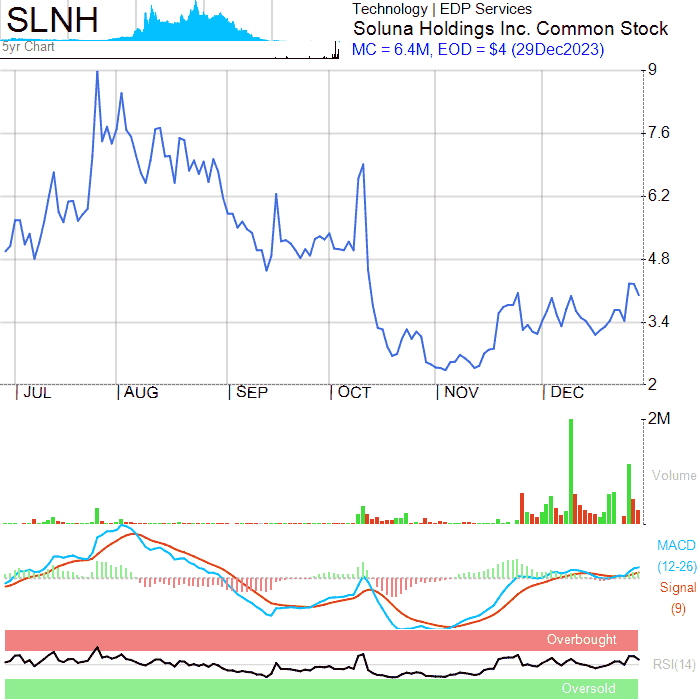 SLNH
5yr Chart
Technology | EDP Services
Soluna Holdings Inc. Common Stock
MC = 6.4M, EOD = $4 (29Dec2023)
9
7.6
6.2
4.8
3.4
2
JUL AUG SEP OCT NOV DEC
2M
Volume
MACD
(12-26)
Signal
(9)
Overbought
RSI(14)
Oversold